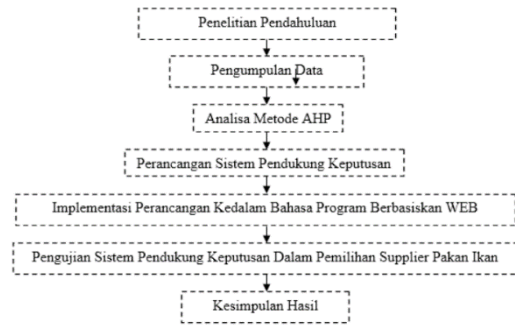 Penelitian Pendahuluan
Pengumpulan Data
Analisa Metode AHP
Perancangan Sistem Pendukung Keputusan
Implementasi Perancangan Kedalam Bahasa Program Berbasiskan WEB
Pengujian Sistem Pendukung Keputusan Dalam Pemilihan Supplier Pakan Ikan
Kesimpulan Hasil